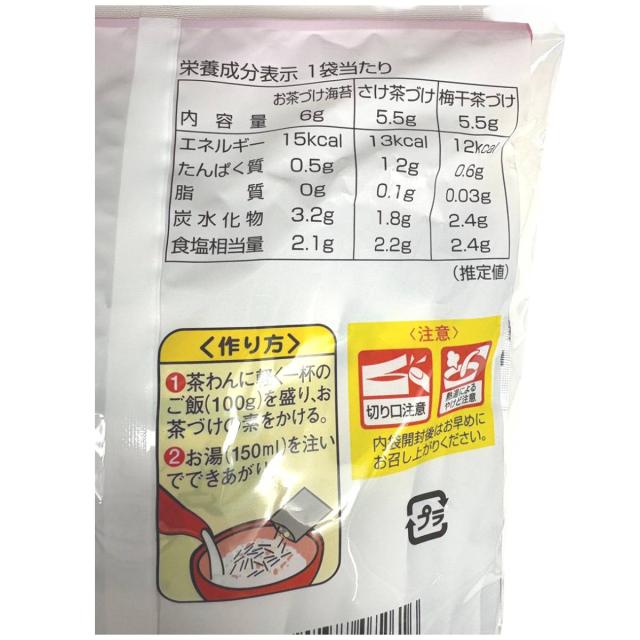 栄養成分表示 1袋当たり
お茶づけ海苔 さけ茶づけ 梅干茶づけ
内容量 6g 5.5g 5.5g
エネルギー 15kcal 13kcal 12kcal
たんぱく質 0.5g 1.2g 0.6g
脂質 0g 0.1g 0.03g
炭水化物 3.2g 1.8g 2.4g
食塩相当量 2.1g 2.2g 2.4g
(推定値)
〈作り方〉
1 茶わんに軽く一杯の
ご飯(100g)を盛り、お
茶づけの素をかける。
2 お湯(150ml)を注い
でできあがり
〈注意〉
切り口注意
熱湯による
やけど注意
内袋開封後はお早めに
お召し上がりください。
プラ